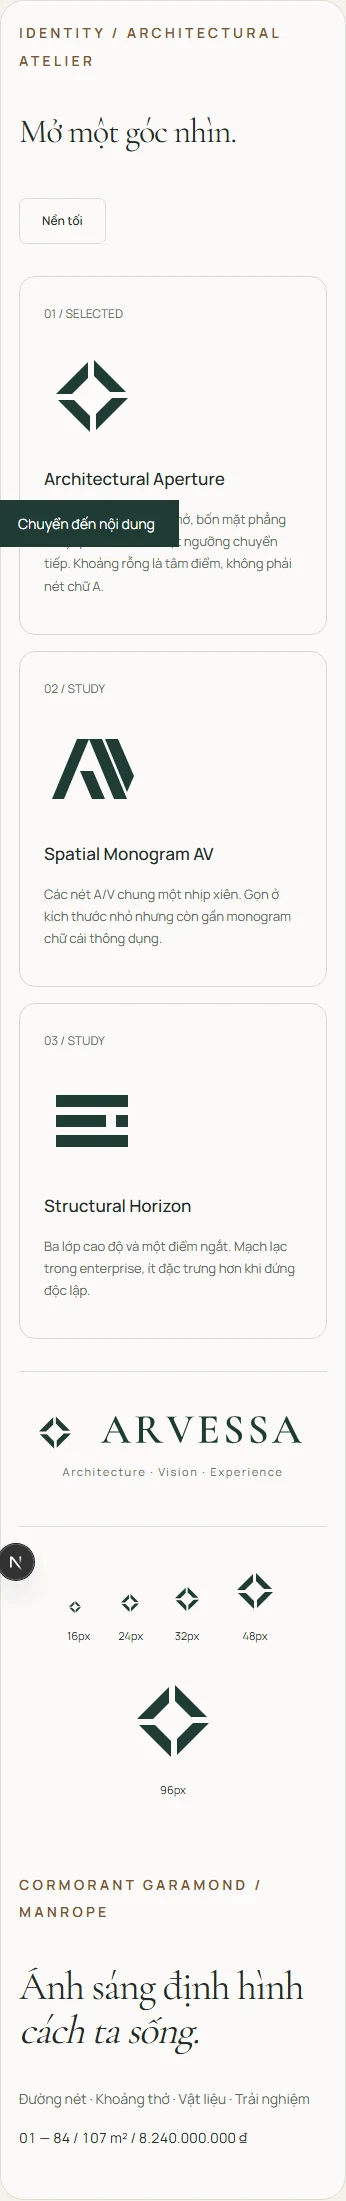 IDENTITY / ARCHITECTURAL
ATELIER
Mở một góc nhìn.
Nền tối
01 / SELECTED
Architectural Aperture
Chuyển đến nội dung
bốn mặt phẳng
ngưỡng chuyển
tiếp. Khoảng rỗng là tâm điểm, không phải
nét chữ A.
02 / STUDY
Spatial Monogram AV
Các nét A/V chung một nhịp xiên. Gọn ở
kích thước nhỏ nhưng còn gần monogram
chữ cái thông dụng.
03 / STUDY
Structural Horizon
Ba lớp cao độ và một điểm ngắt. Mạch lạc
trong enterprise, ít đặc trưng hơn khi đứng
độc lập.
ARVESSA
Architecture · Vision · Experience
N
16px 24px 32px 48px
96px
CORMORANT GARAMOND /
MANROPE
Ánh sáng định hình
cách ta sống.
Đường nét · Khoảng thở · Vật liệu · Trải nghiệm
01 — 84 / 107 m² / 8.240.000.000 ₫